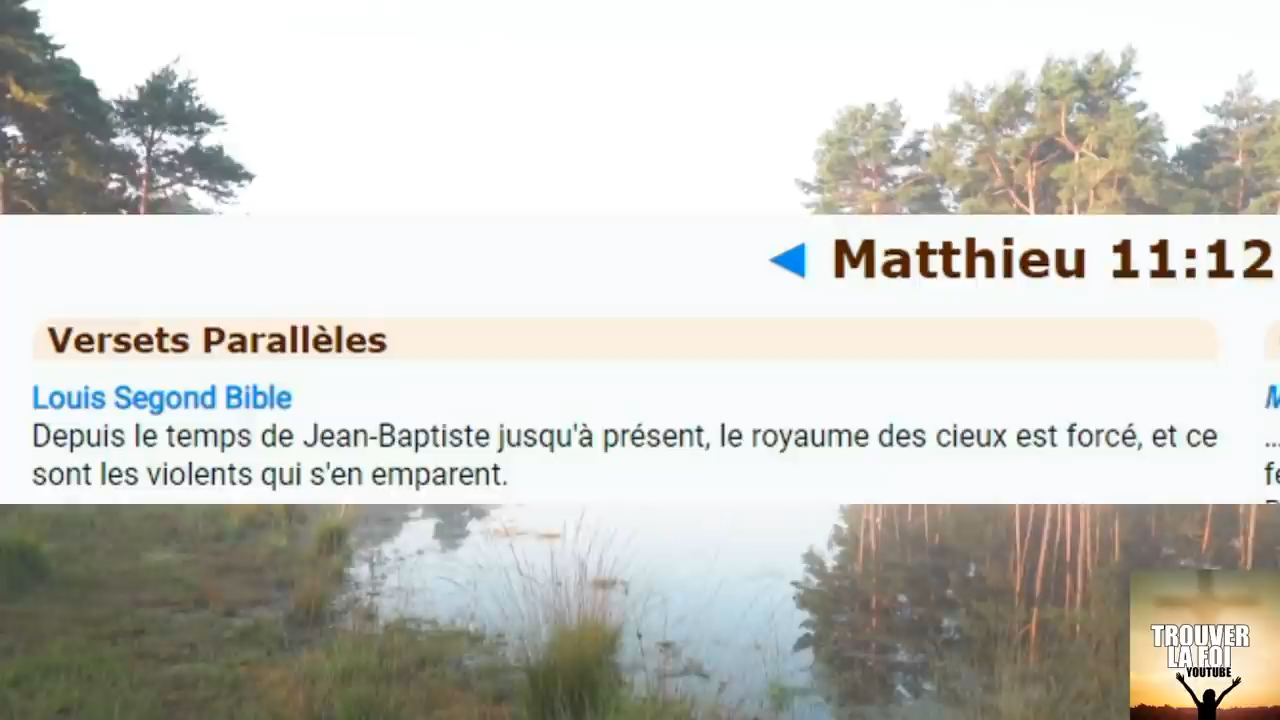 ◄ Matthieu 11:12
Versets Parallèles
Louis Segond Bible
Depuis le temps de Jean-Baptiste jusqu'à présent, le royaume des cieux est forcé, et ce
sont les violents qui s'en emparent.
TROUVER
LA FOI
YOUTUBE